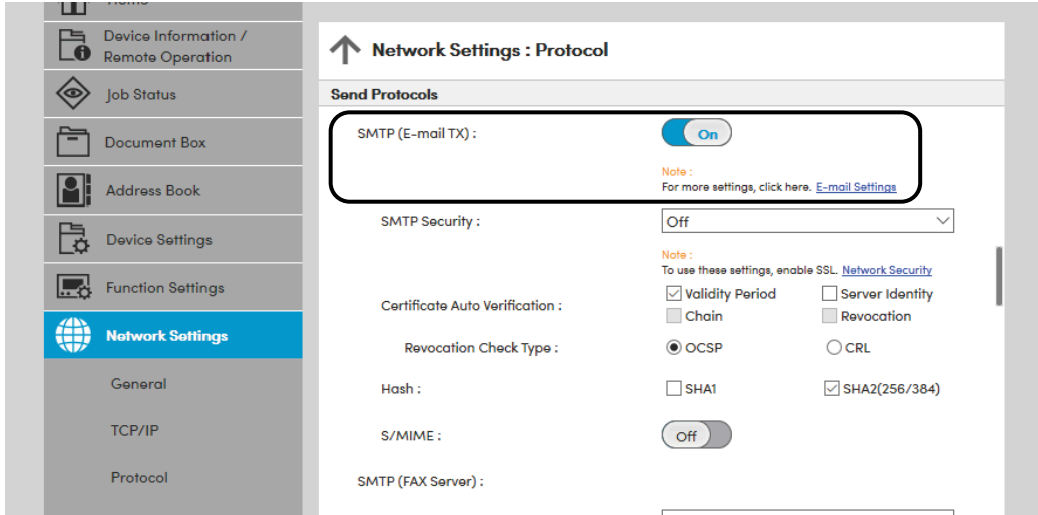 Home
Device Information /
Remote Operation
Job Status
Document Box
Address Book
Device Settings
Function Settings
Network Settings
General
TCP/IP
Protocol
Network Settings : Protocol
Send Protocols
SMTP (E-mail TX) : On
Note :
For more settings, click here. E-mail Settings
SMTP Security : Off
Note :
To use these settings, enable SSL. Network Security
Certificate Auto Verification : Validity Period Server Identity
Chain Revocation
Revocation Check Type : OCSP CRL
Hash : SHA1 SHA2(256/384)
S/MIME : Off
SMTP (FAX Server) :